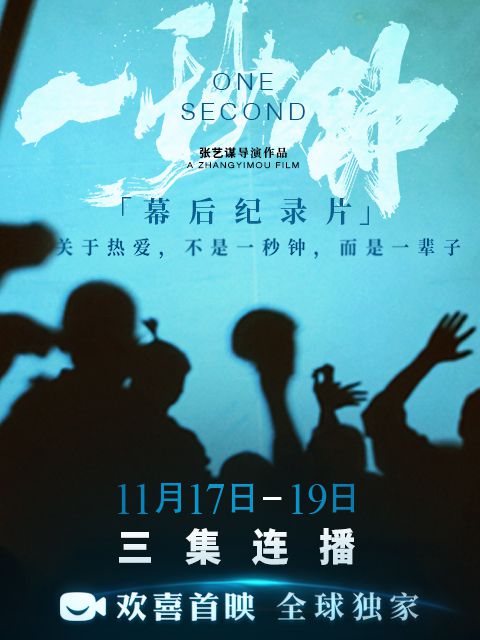 一秒钟
ONE
SECOND
张艺谋导演作品
A ZHANGYIMOU FILM
「幕后纪录片」
关于热爱，不是一秒钟，而是一辈子
11月17日-19日
三集连播
欢喜首映 全球独家